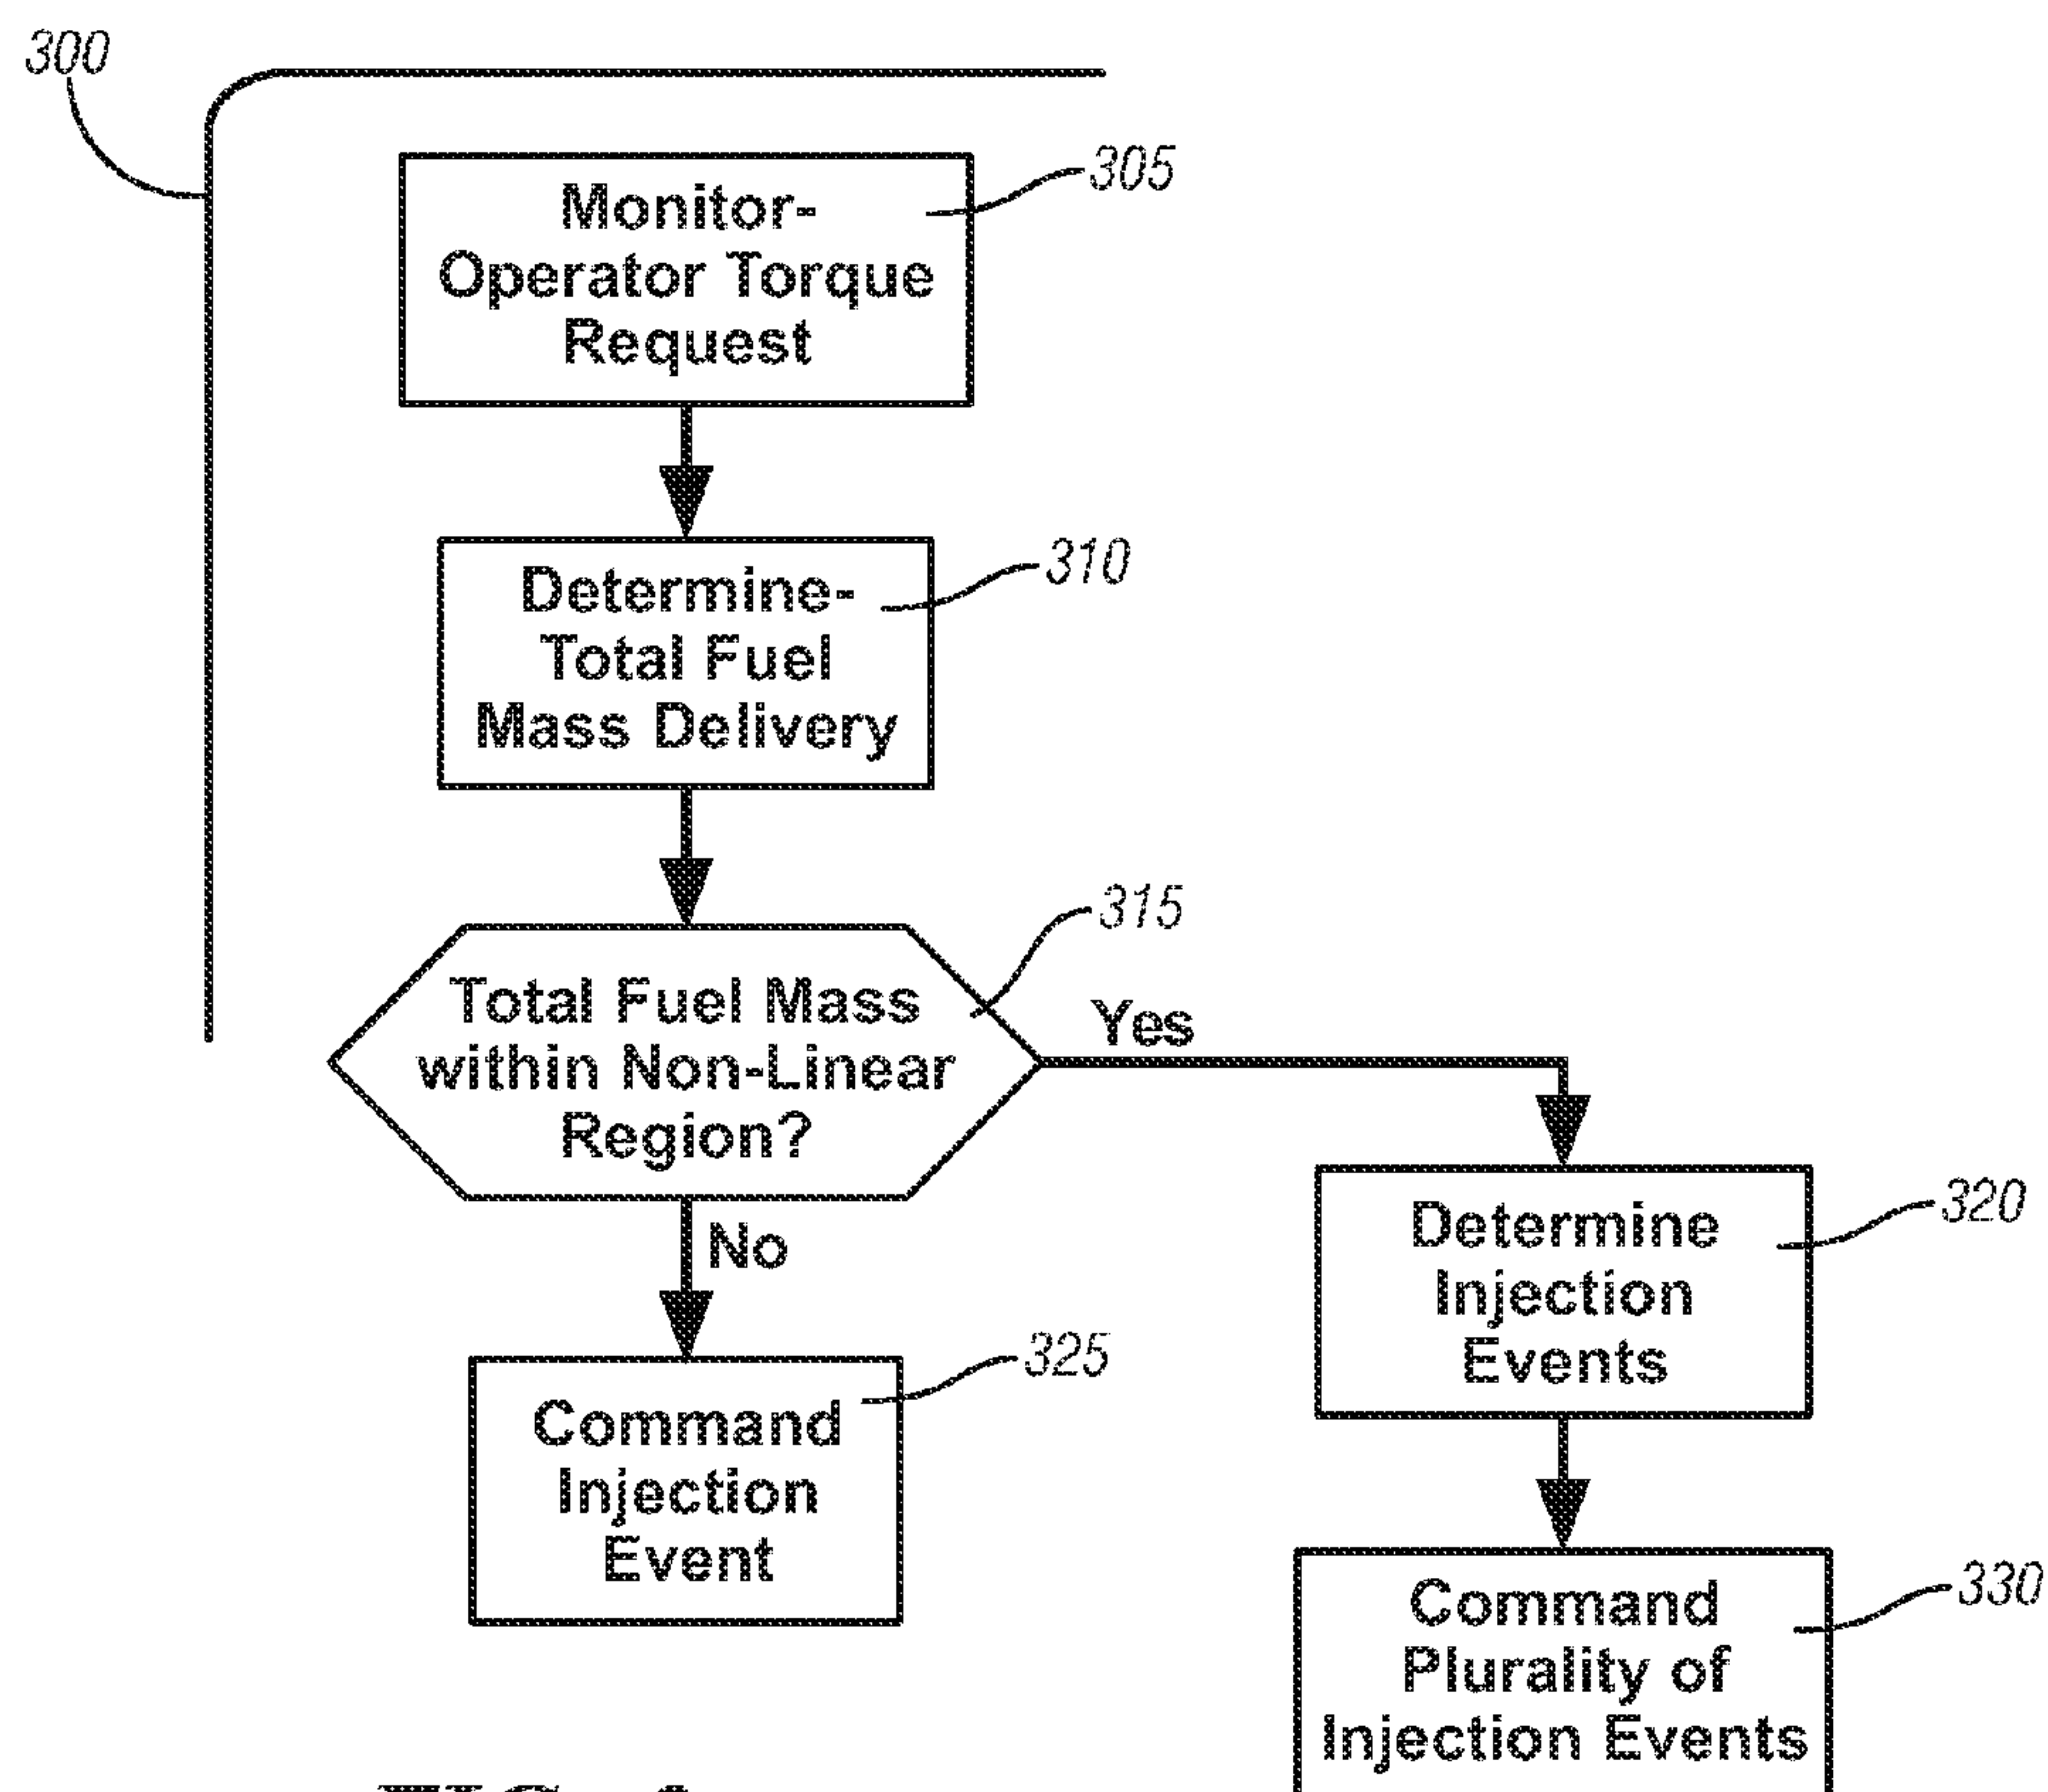 300
305
Monitor-
Operator Torque
Request
310
Determine-
Total Fuel
Mass Delivery
315
Total Fuel Mass
within Non-Linear
Region?
Yes
No
320
Determine
Injection
Events
325
Command
Injection
Event
330
Command
Plurality of
Injection Events